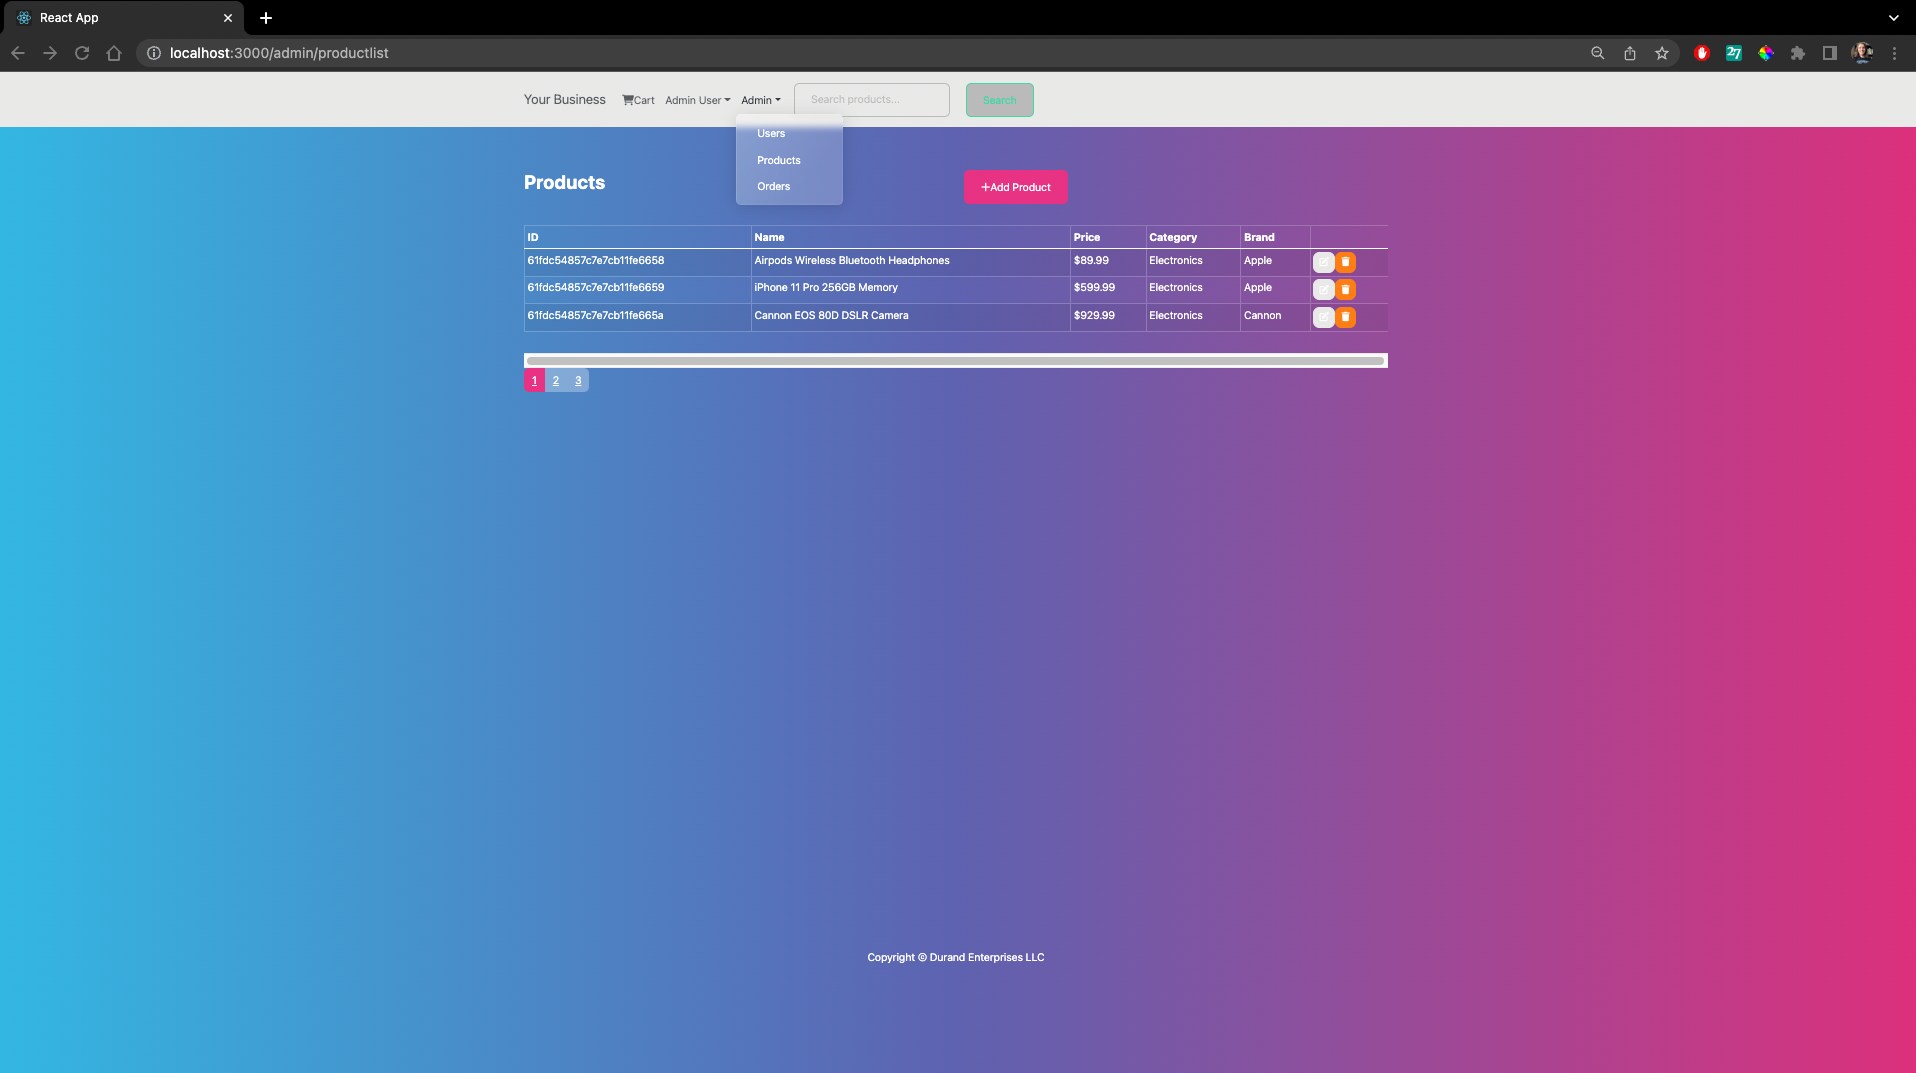 React App
localhost:3000/admin/productlist
27
Your Business Cart Admin User Admin Search products... Search
Users
Products
Orders
Products
+Add Product
ID Name Price Category Brand
61fdc54857c7e7cb11fe6658 Airpods Wireless Bluetooth Headphones $89.99 Electronics Apple
61fdc54857c7e7cb11fe6659 iPhone 11 Pro 256GB Memory $599.99 Electronics Apple
61fdc54857c7e7cb11fe665a Cannon EOS 80D DSLR Camera $929.99 Electronics Cannon
1 2 3
Copyright © Durand Enterprises LLC